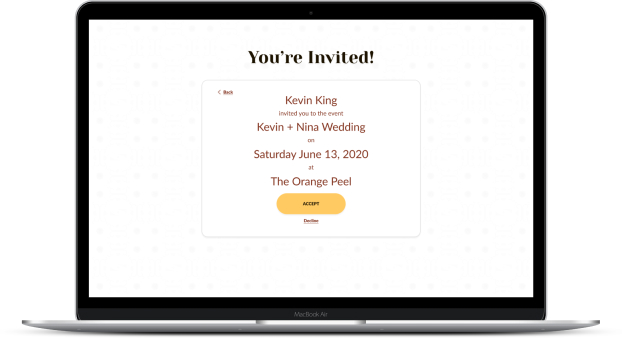 You're Invited!
Back
Kevin King
invited you to the event
Kevin + Nina Wedding
on
Saturday June 13, 2020
at
The Orange Peel
ACCEPT
Decline
MacBook Air